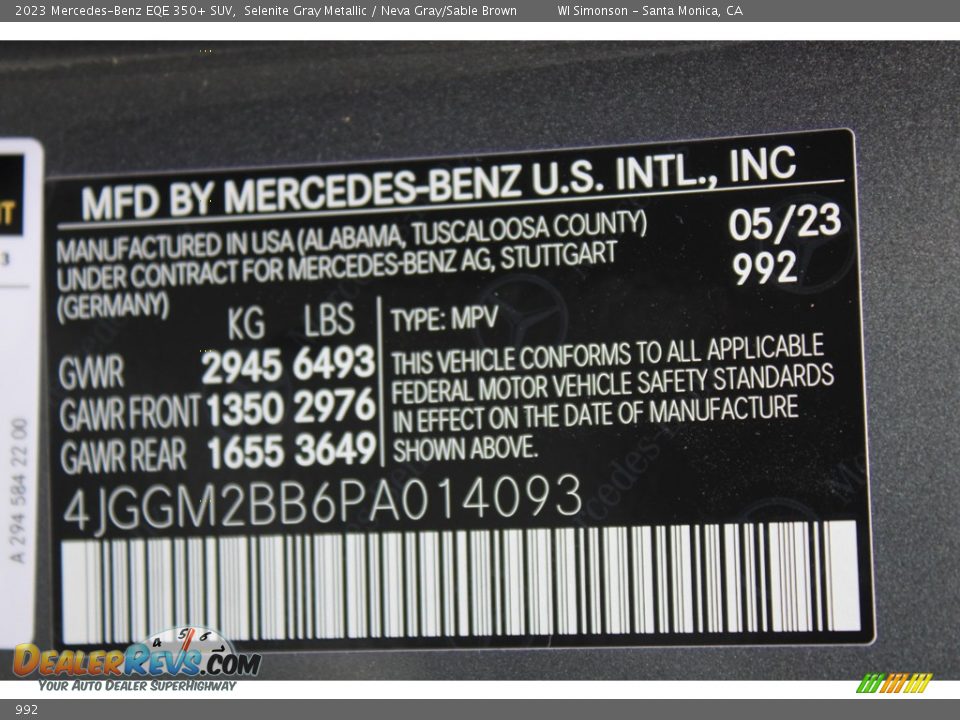 2023 Mercedes-Benz EQE 350+ SUV, Selenite Gray Metallic / Neva Gray/Sable Brown WI Simonson - Santa Monica, CA
MFD BY MERCEDES-BENZ U.S. INTL., INC
MANUFACTURED IN USA (ALABAMA, TUSCALOOSA COUNTY)
UNDER CONTRACT FOR MERCEDES-BENZ AG, STUTTGART
(GERMANY)
05/23
992
KG LBS
GVWR 2945 6493
GAWR FRONT 1350 2976
GAWR REAR 1655 3649
TYPE: MPV
THIS VEHICLE CONFORMS TO ALL APPLICABLE
FEDERAL MOTOR VEHICLE SAFETY STANDARDS
IN EFFECT ON THE DATE OF MANUFACTURE
SHOWN ABOVE.
4JGGM2BB6PA014093
A 294 584 22 00
4 5 6
DEALERREVS.COM
YOUR AUTO DEALER SUPERHIGHWAY
992